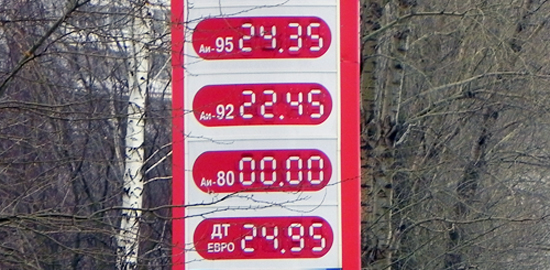 Аи-95 24.35
Аи-92 22.45
Аи-80 00.00
ДТ ЕВРО 24.95